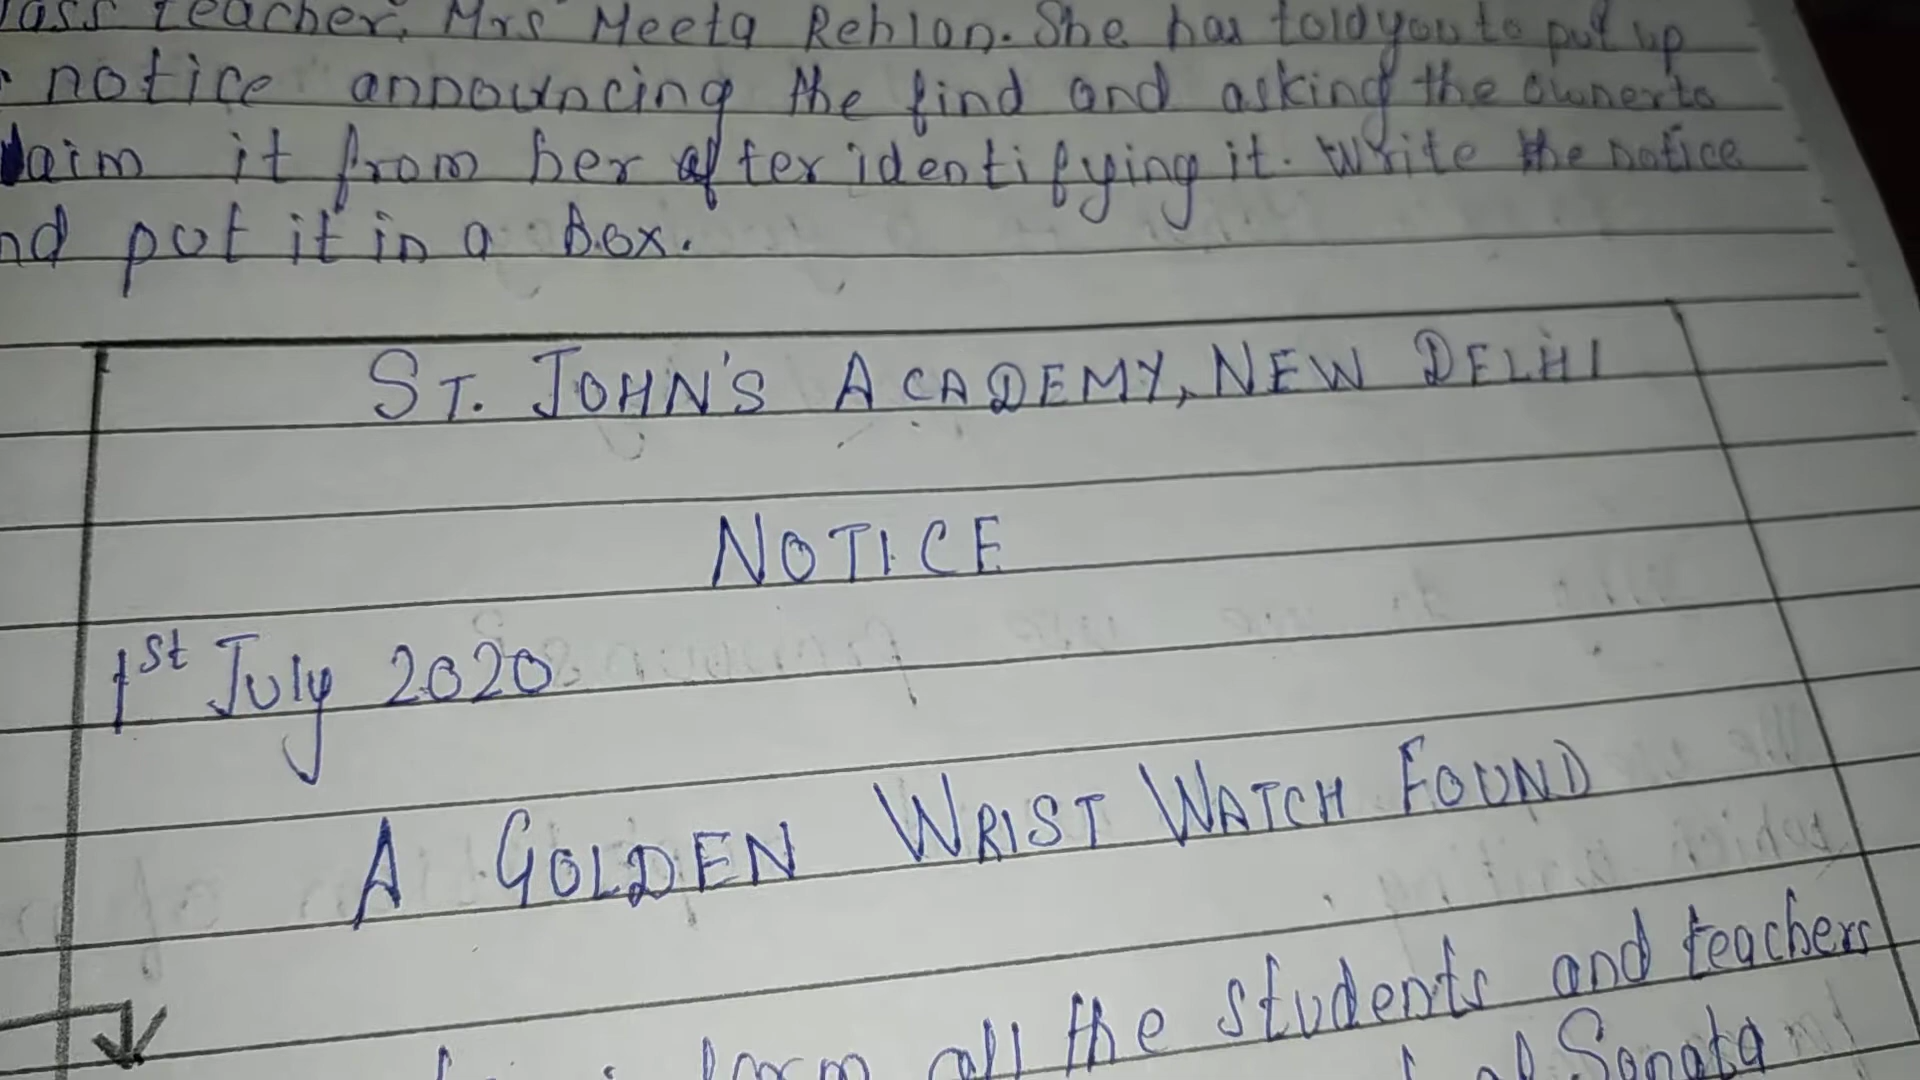 teacher, Mrs Meeta Rehlan. She has told you to put up
notice announcing the find and asking the owner to
laim it from her after identifying it. Write the notice
nd put it in a box.
ST. JOHN'S ACADEMY, NEW DELHI
NOTICE
1st July 2020
A GOLDEN WRIST WATCH FOUND
all the students and teachers
Sonata